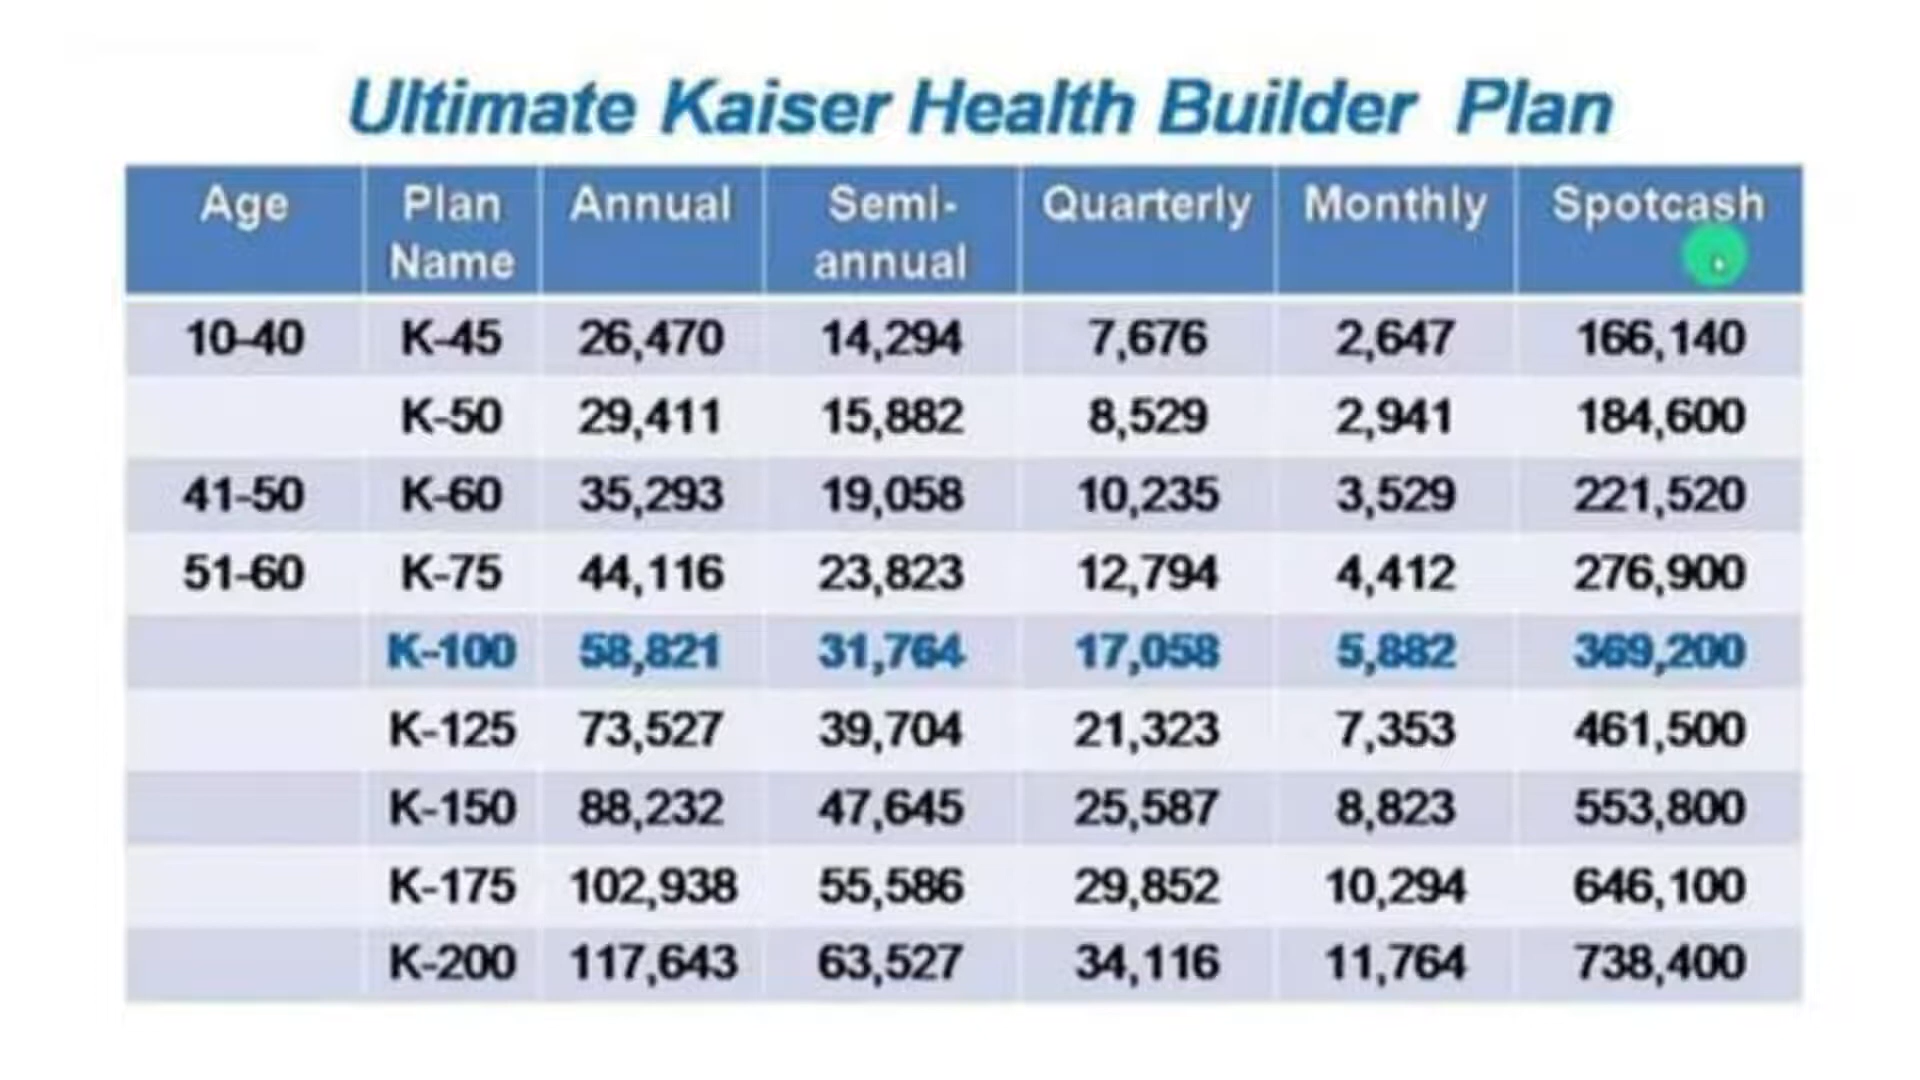 Ultimate Kaiser Health Builder Plan
Age Plan Name Annual Semi-annual Quarterly Monthly Spotcash
10-40 K-45 26,470 14,294 7,676 2,647 166,140
K-50 29,411 15,882 8,529 2,941 184,600
41-50 K-60 35,293 19,058 10,235 3,529 221,520
51-60 K-75 44,116 23,823 12,794 4,412 276,900
K-100 58,821 31,764 17,058 5,882 369,200
K-125 73,527 39,704 21,323 7,353 461,500
K-150 88,232 47,645 25,587 8,823 553,800
K-175 102,938 55,586 29,852 10,294 646,100
K-200 117,643 63,527 34,116 11,764 738,400